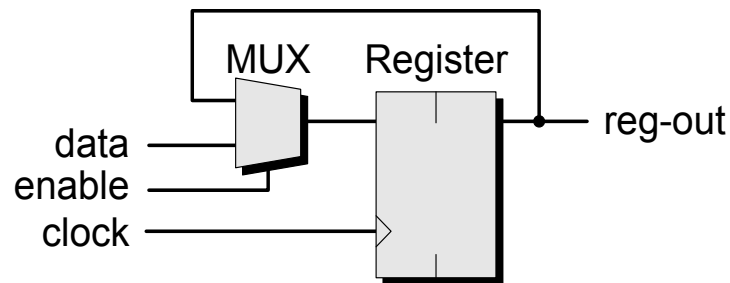 MUX
Register
data
enable
clock
reg-out